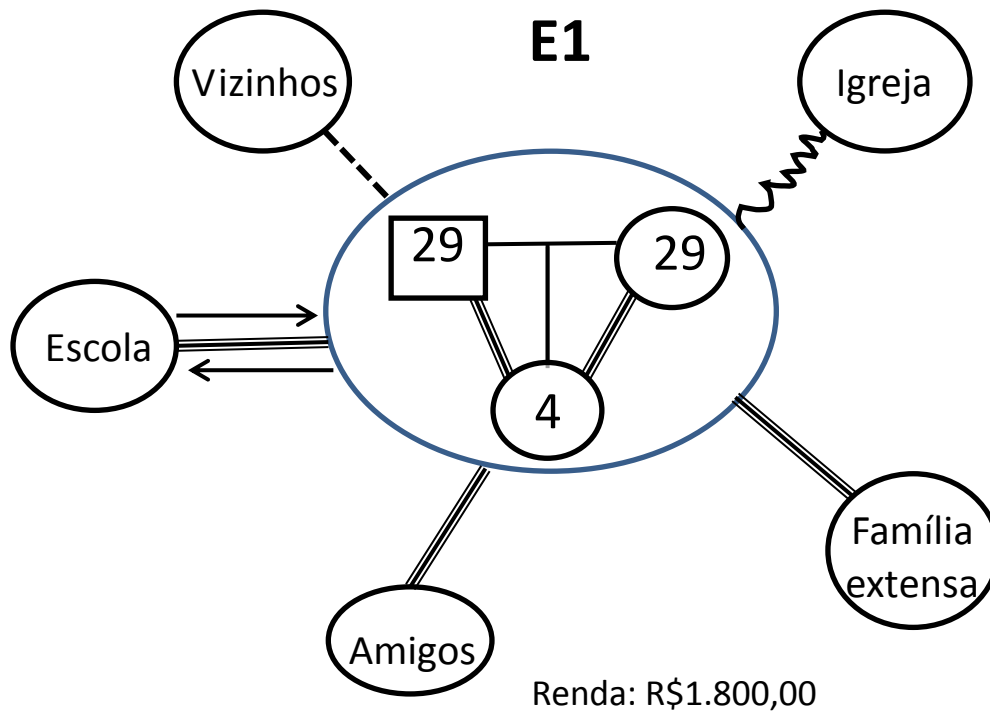 E1
Vizinhos
Igreja
29
29
Escola
4
Família
extensa
Amigos
Renda: R$1.800,00